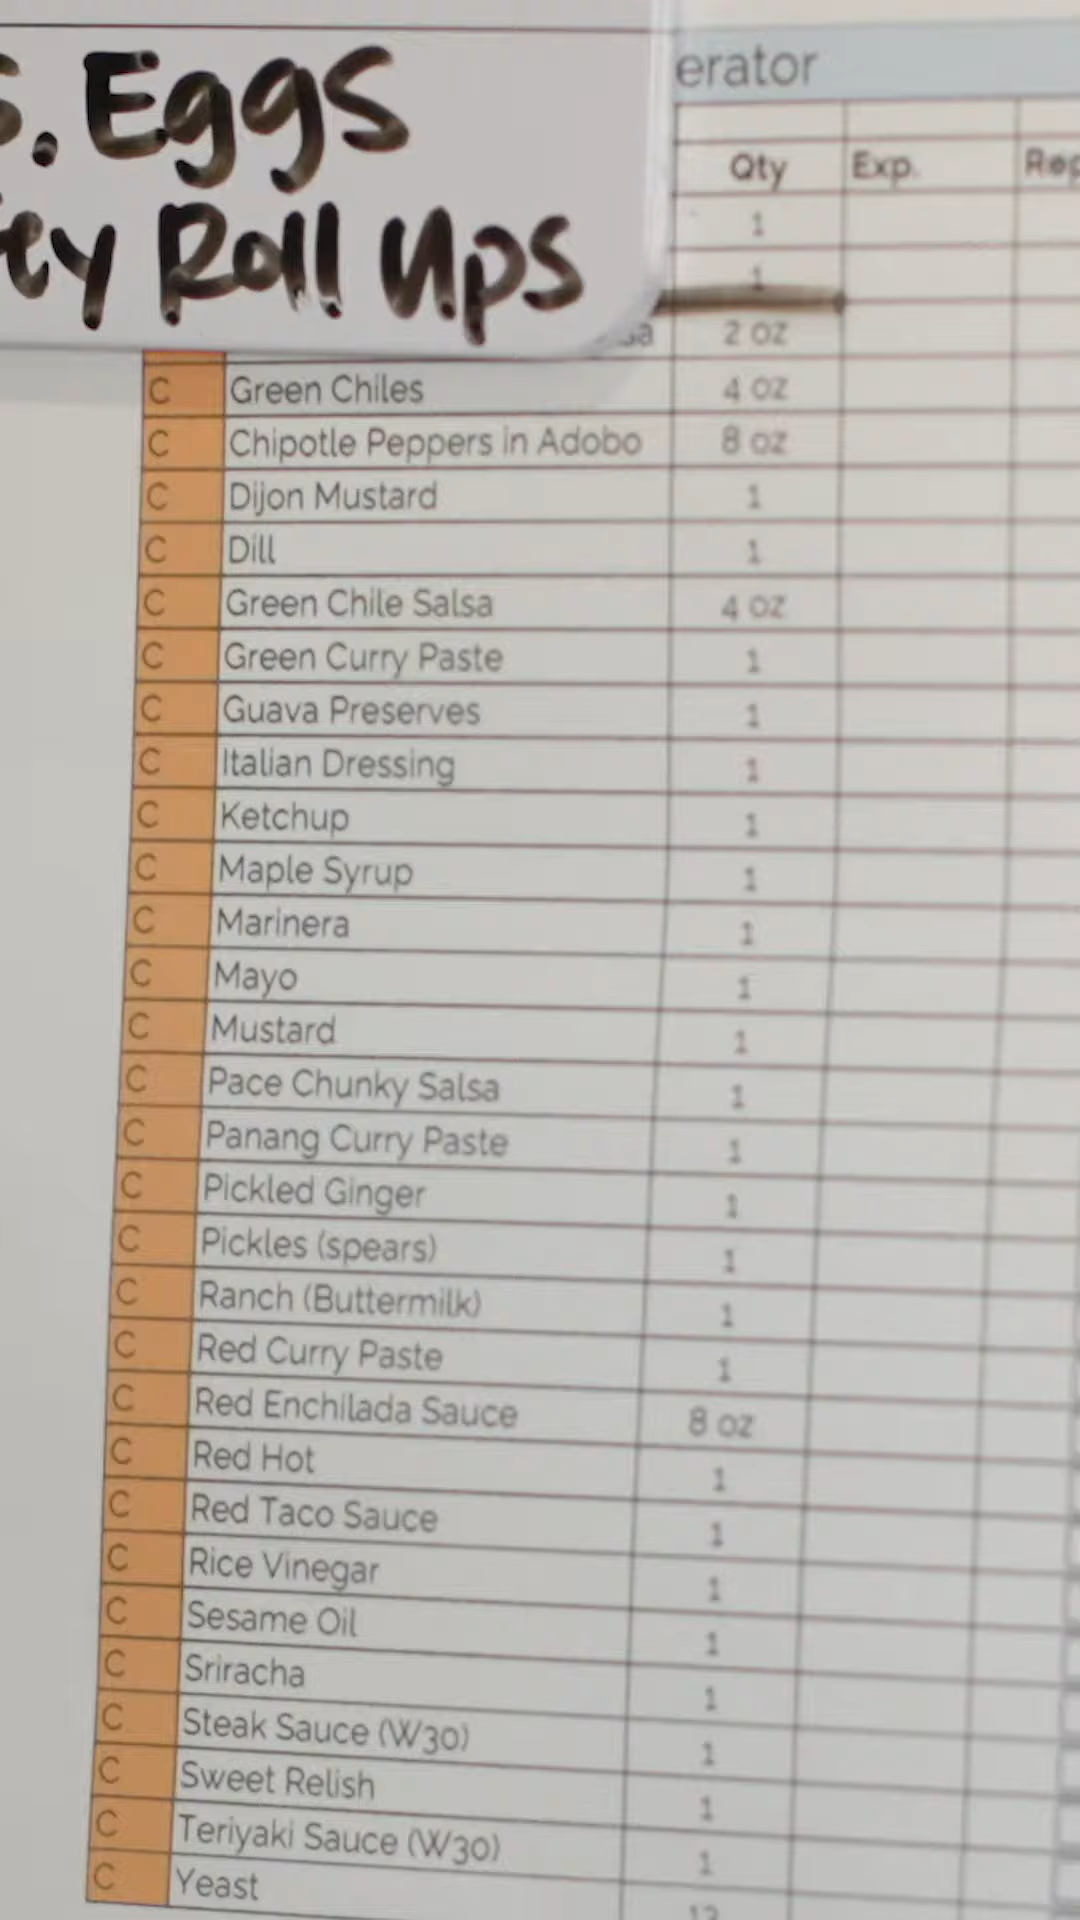 . Eggs
Roll Ups
erator
Qty Exp.
1
1
2 oz
C Green Chiles 4 oz
C Chipotle Peppers in Adobo 8 oz
C Dijon Mustard 1
C Dill 1
C Green Chile Salsa 4 oz
C Green Curry Paste 1
C Guava Preserves 1
C Italian Dressing 1
C Ketchup 1
C Maple Syrup 1
C Marinera 1
C Mayo 1
C Mustard 1
C Pace Chunky Salsa 1
C Panang Curry Paste 1
C Pickled Ginger 1
C Pickles (spears) 1
C Ranch (Buttermilk) 1
C Red Curry Paste 1
C Red Enchilada Sauce 8 oz
C Red Hot 1
C Red Taco Sauce 1
C Rice Vinegar 1
C Sesame Oil 1
C Sriracha 1
C Steak Sauce (W30) 1
C Sweet Relish 1
C Teriyaki Sauce (W30) 1
C Yeast